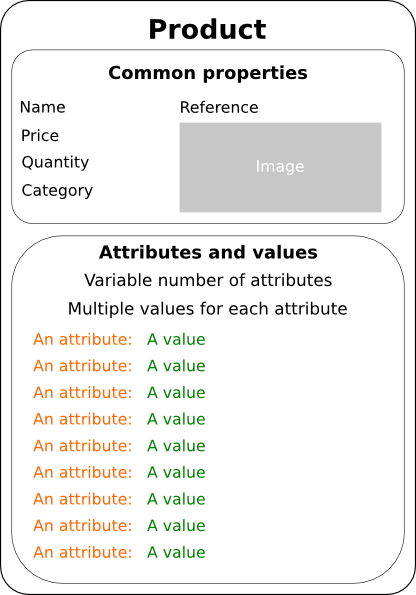 Product
Common properties
Name Reference
Price
Quantity
Category
Image
Attributes and values
Variable number of attributes
Multiple values for each attribute
An attribute: A value
An attribute: A value
An attribute: A value
An attribute: A value
An attribute: A value
An attribute: A value
An attribute: A value
An attribute: A value
An attribute: A value